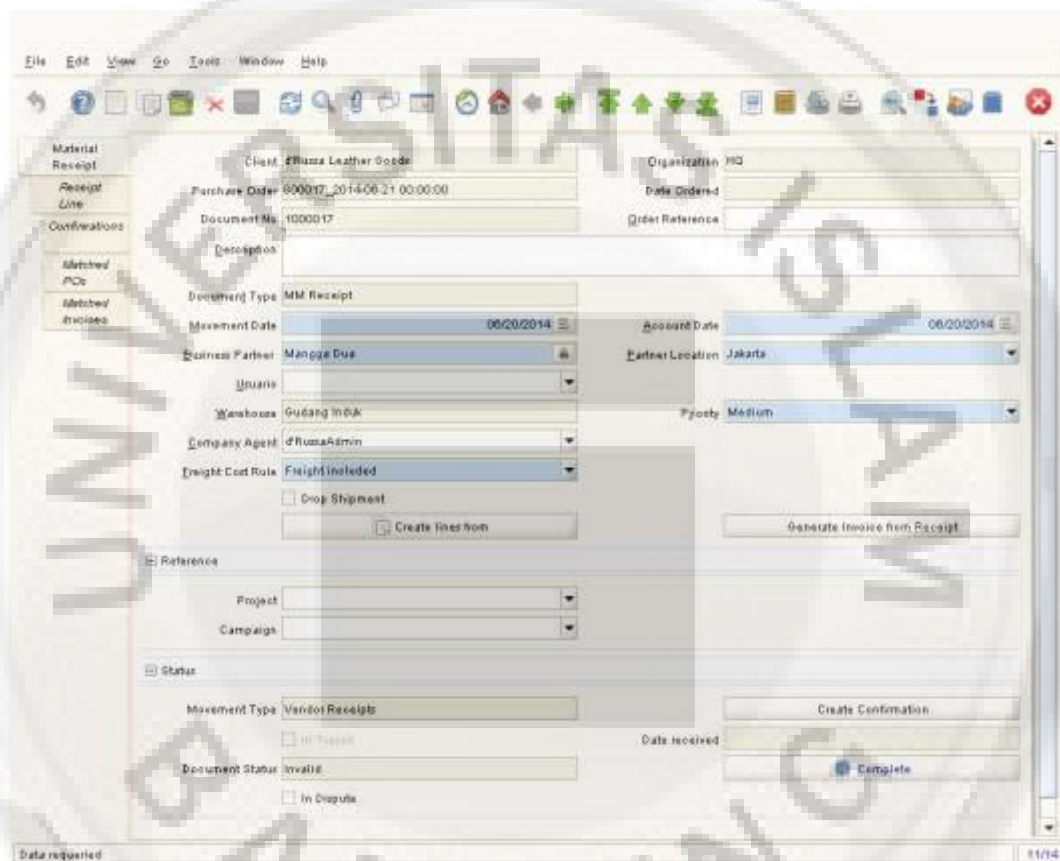 UNIVERSITAS ISLAM BA
File Edit View Go Tools Window Help
Material Receipt
Receipt Line
Confirmations
Matched POs
Matched Invoices
Client d'Russa Leather Goods Organization HQ
Purchase Order 800017_2014-06-21 00:00:00 Date Ordered
Document No 1000017 Order Reference
Description
Document Type MM Receipt
Movement Date 06/20/2014 Account Date 06/20/2014
Business Partner Mangga Dua Partner Location Jakarta
Usuario
Warehouse Gudang Induk Priority Medium
Company Agent d'RussaAdmin
Freight Cost Rule Freight included
Drop Shipment
Create lines from Generate Invoice from Receipt
Reference
Project
Campaign
Status
Movement Type Vendor Receipts Create Confirmation
In Transit Date received
Document Status Invalid Complete
In Dispute
Data requeried 11/14